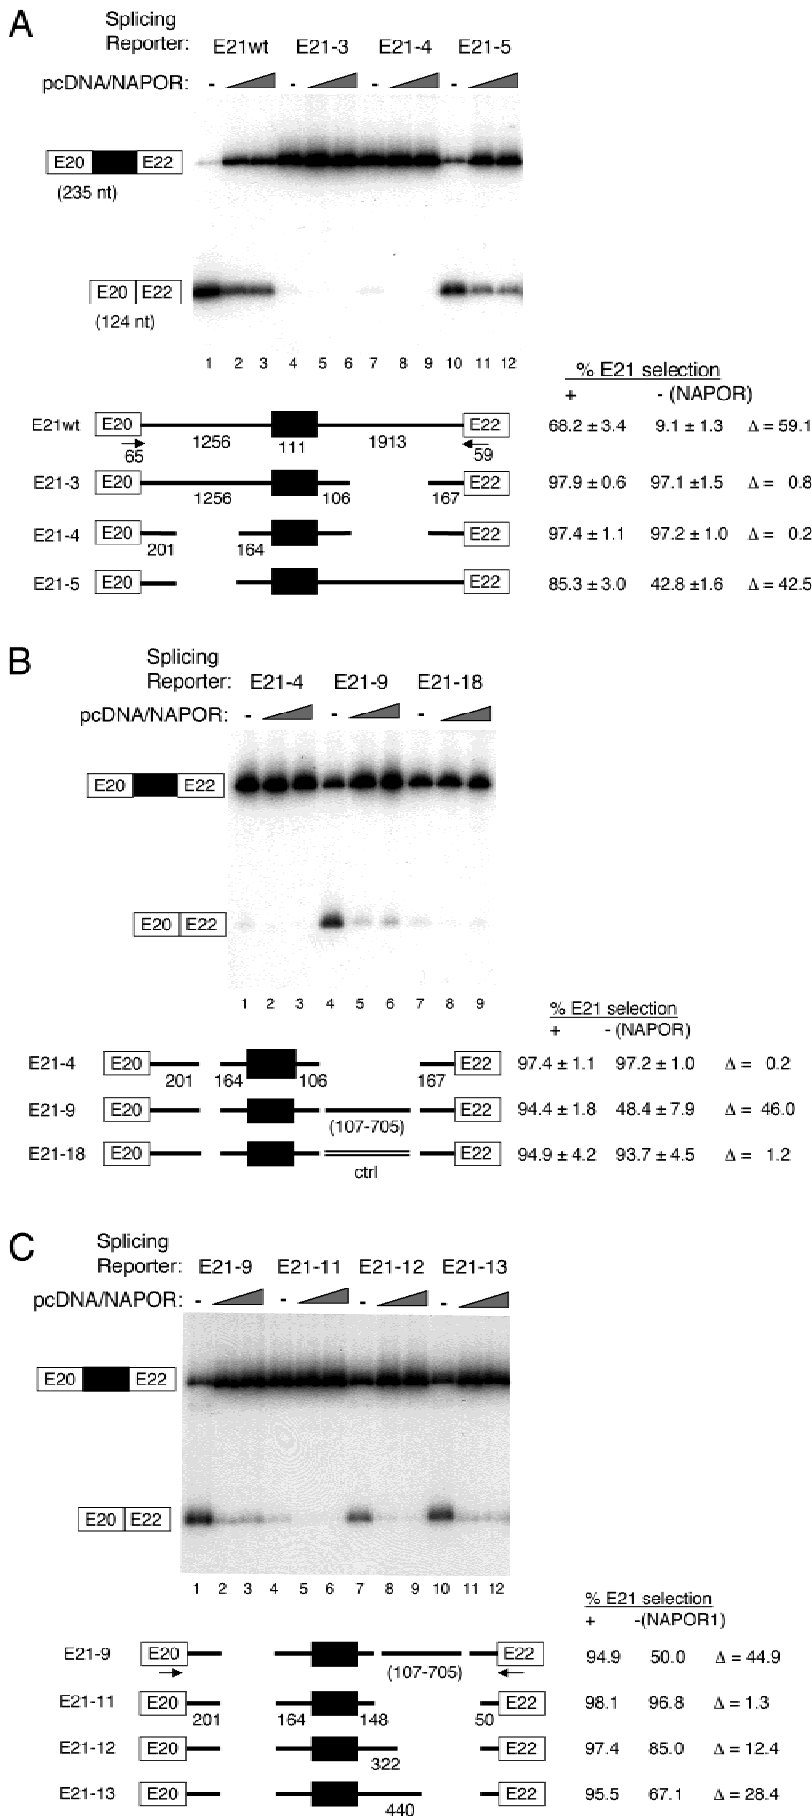 A
Splicing
Reporter: E21wt E21-3 E21-4 E21-5
pcDNA/NAPOR: - - - -
E20 E22
(235 nt)
E20 E22
(124 nt)
1 2 3 4 5 6 7 8 9 10 11 12
% E21 selection
+ - (NAPOR)
E21wt E20 E22 68.2 ± 3.4 9.1 ± 1.3 Δ = 59.1
65 1256 111 1913 59
E21-3 E20 E22 97.9 ± 0.6 97.1 ±1.5 Δ = 0.8
1256 106 167
E21-4 E20 E22 97.4 ± 1.1 97.2 ± 1.0 Δ = 0.2
201 164
E21-5 E20 E22 85.3 ± 3.0 42.8 ±1.6 Δ = 42.5
B
Splicing
Reporter: E21-4 E21-9 E21-18
pcDNA/NAPOR: - - -
E20 E22
E20 E22
1 2 3 4 5 6 7 8 9
% E21 selection
+ - (NAPOR)
E21-4 E20 E22 97.4 ± 1.1 97.2 ± 1.0 Δ = 0.2
201 164 106 167
E21-9 E20 E22 94.4 ± 1.8 48.4 ± 7.9 Δ = 46.0
(107-705)
E21-18 E20 E22 94.9 ± 4.2 93.7 ± 4.5 Δ = 1.2
ctrl
C
Splicing
Reporter: E21-9 E21-11 E21-12 E21-13
pcDNA/NAPOR: - - - -
E20 E22
E20 E22
1 2 3 4 5 6 7 8 9 10 11 12
% E21 selection
+ -(NAPOR1)
E21-9 E20 E22 94.9 50.0 Δ = 44.9
(107-705)
E21-11 E20 E22 98.1 96.8 Δ = 1.3
201 164 148 50
E21-12 E20 E22 97.4 85.0 Δ = 12.4
322
E21-13 E20 E22 95.5 67.1 Δ = 28.4
440